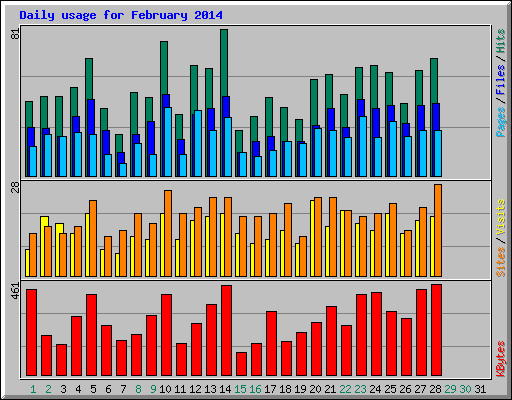 Daily usage for February 2014
81
Pages / Files / Hits
28
Sites / Visits
461
KBytes
1 2 3 4 5 6 7 8 9 10 11 12 13 14 15 16 17 18 19 20 21 22 23 24 25 26 27 28 29 30 31